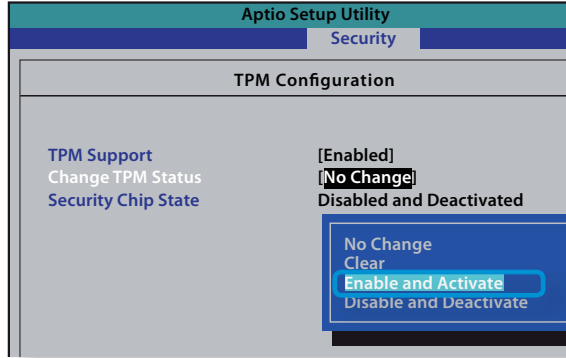 Aptio Setup Utility
Security
TPM Configuration
TPM Support [Enabled]
Change TPM Status [No Change]
Security Chip State Disabled and Deactivated
No Change
Clear
Enable and Activate
Disable and Deactivate